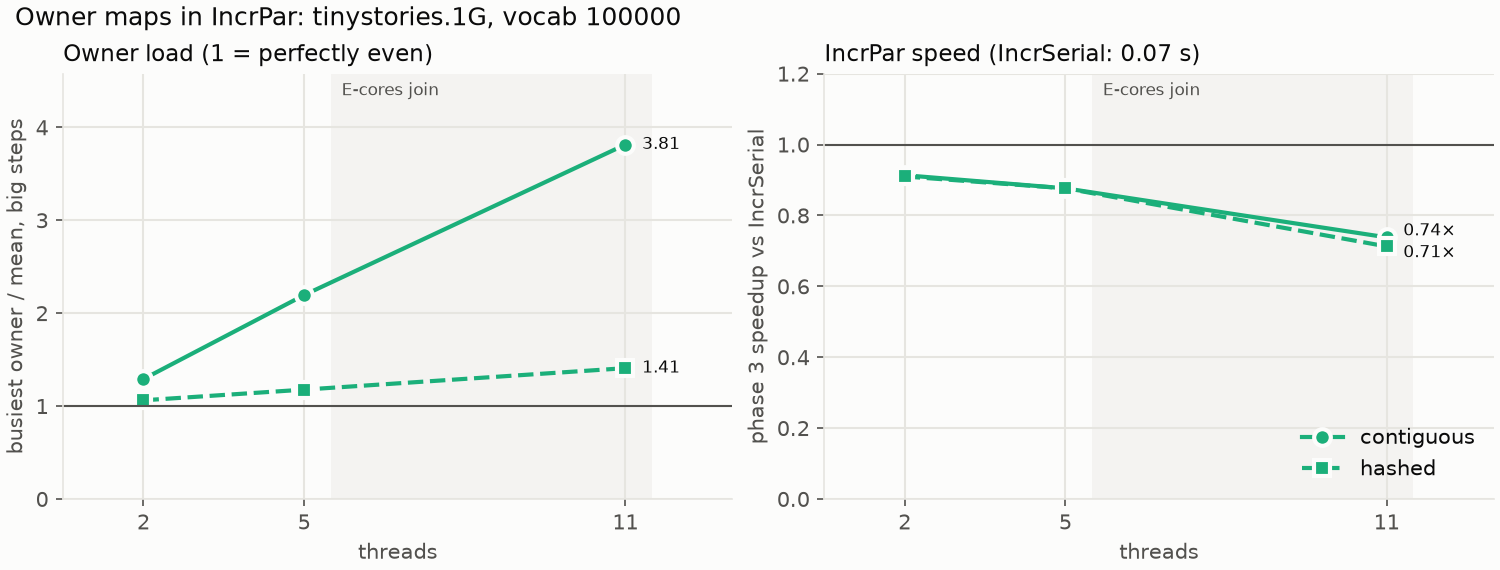 Owner maps in IncrPar: tinystories.1G, vocab 100000
Owner load (1 = perfectly even)
busiest owner / mean, big steps
4
3
2
1
0
E-cores join
3.81
1.41
2
5
11
threads
IncrPar speed (IncrSerial: 0.07 s)
phase 3 speedup vs IncrSerial
1.2
1.0
0.8
0.6
0.4
0.2
0.0
E-cores join
0.74×
0.71×
contiguous
hashed
2
5
11
threads